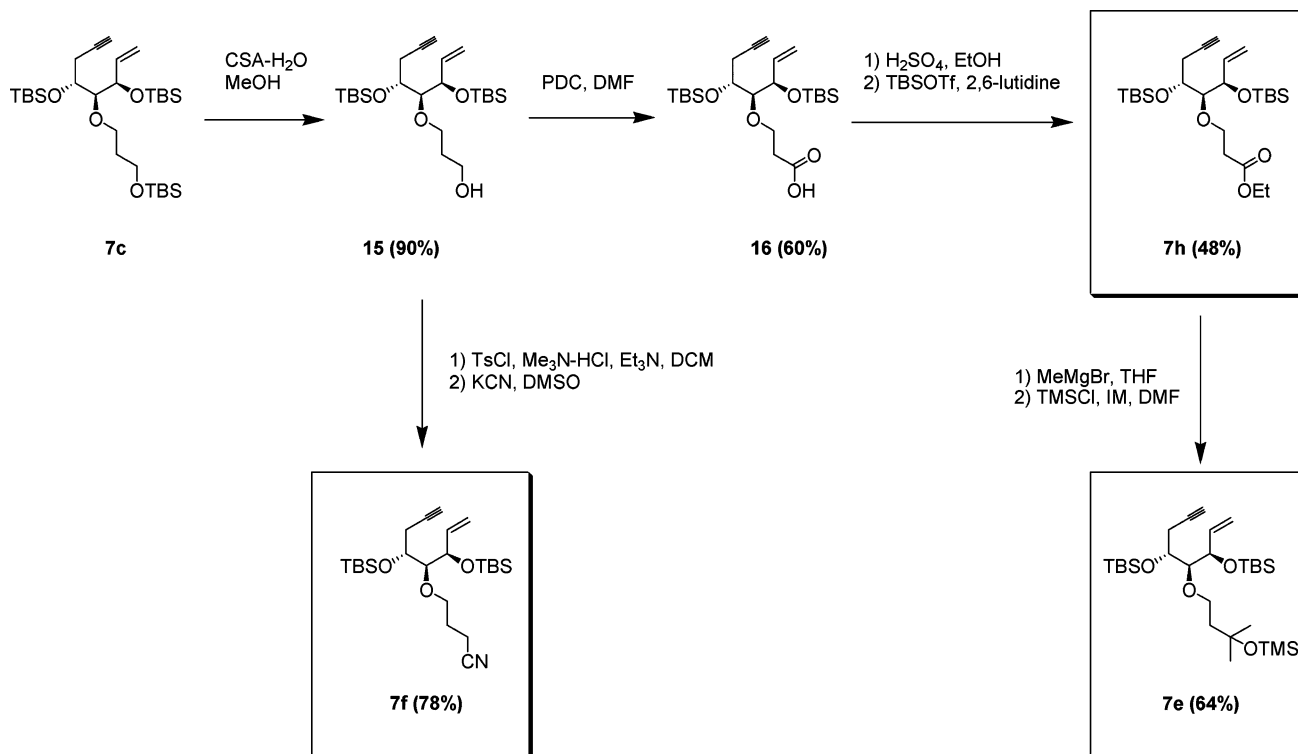 CSA-H₂O
MeOH
TBSO
OTBS
O
OTBS
7c
TBSO
OTBS
O
OH
15 (90%)
PDC, DMF
TBSO
OTBS
O
O
OH
16 (60%)
1) H₂SO₄, EtOH
2) TBSOTf, 2,6-lutidine
TBSO
OTBS
O
O
OEt
7h (48%)
1) TsCl, Me₃N-HCl, Et₃N, DCM
2) KCN, DMSO
1) MeMgBr, THF
2) TMSCl, IM, DMF
TBSO
OTBS
O
CN
7f (78%)
TBSO
OTBS
O
OTMS
7e (64%)